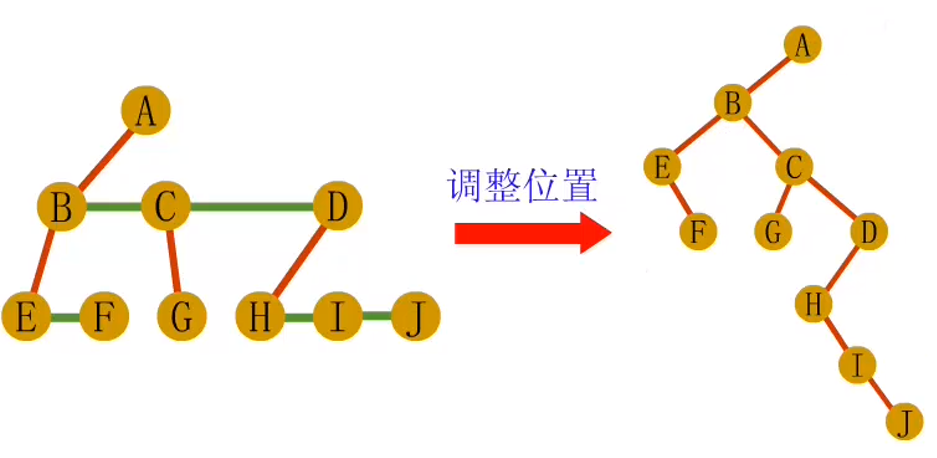 A
B C D
E F G H I J
调整位置
A
B
E C
F G D
H
I
J